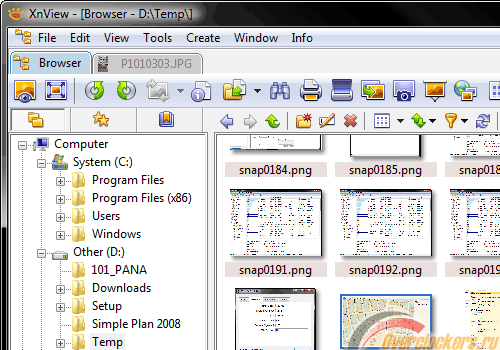 XnView - [Browser - D:\Temp\]
File Edit View Tools Create Window Info
Browser P1010303.JPG
Computer
System (C:)
Program Files
Program Files (x86)
Users
Windows
Other (D:)
101_PANA
Downloads
Setup
Simple Plan 2008
Temp
snap0184.png snap0185.png snap018
snap0191.png snap0192.png snap019
Overclockers.ru